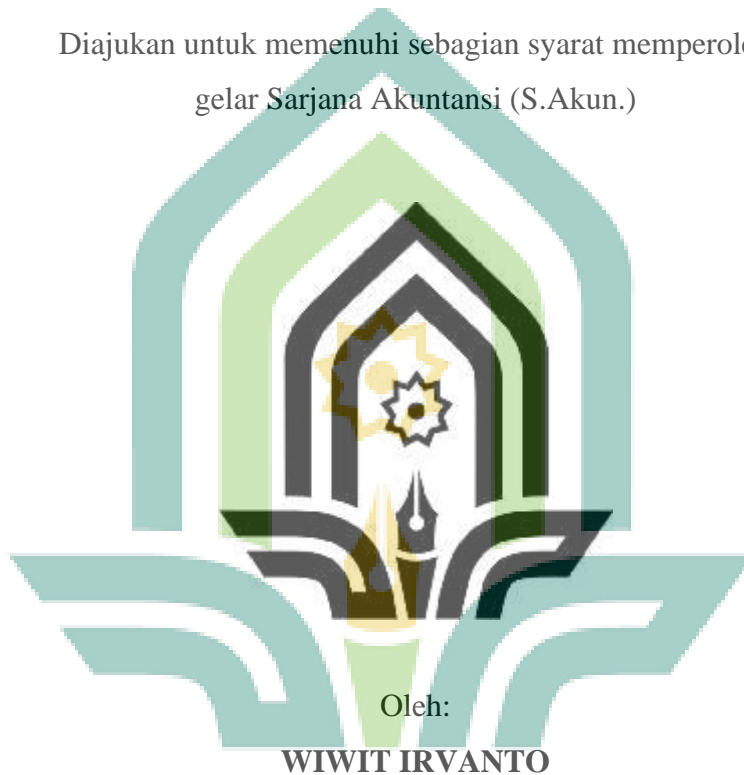 Diajukan untuk memenuhi sebagian syarat memperole
gelar Sarjana Akuntansi (S.Akun.)
Oleh:
WIWIT IRVANTO